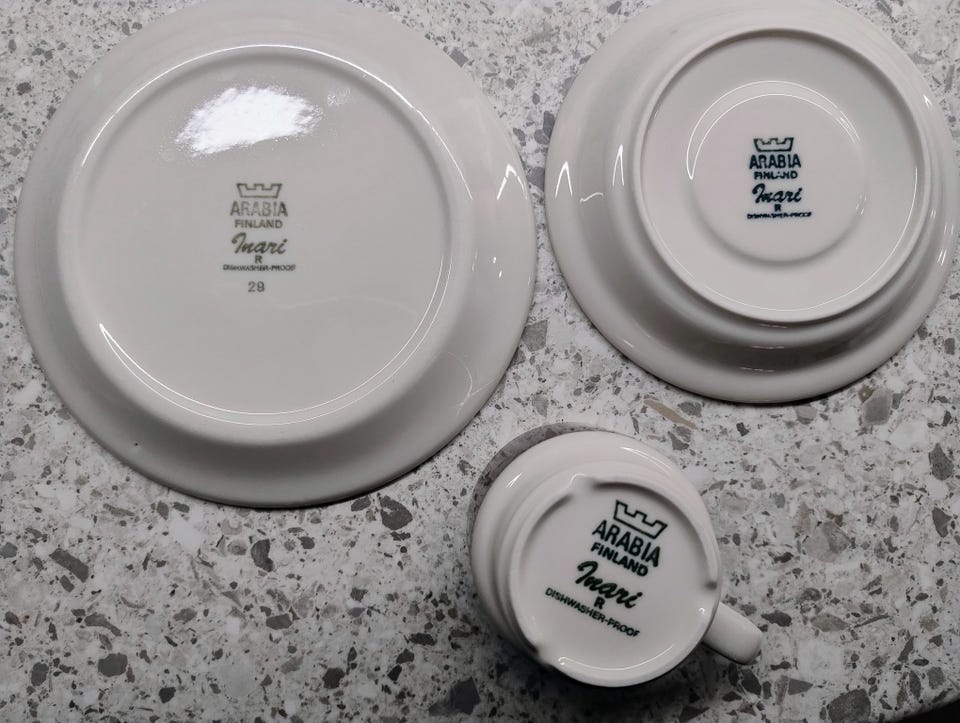 ARABIA
FINLAND
Inari
R
DISHWASHER-PROOF
29
ARABIA
FINLAND
Inari
R
DISHWASHER-PROOF
ARABIA
FINLAND
Inari
R
DISHWASHER-PROOF